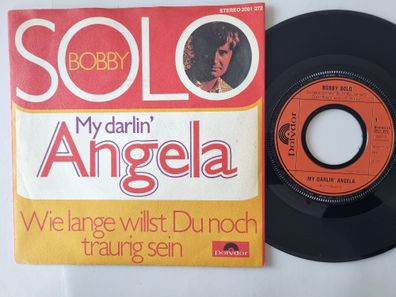 STEREO 2001 272
SOLO
BOBBY
My darlin'
Angela
Wie lange willst Du noch
traurig sein
Polydor
BOBBY SOLO
Polydor
MY DARLIN' ANGELA